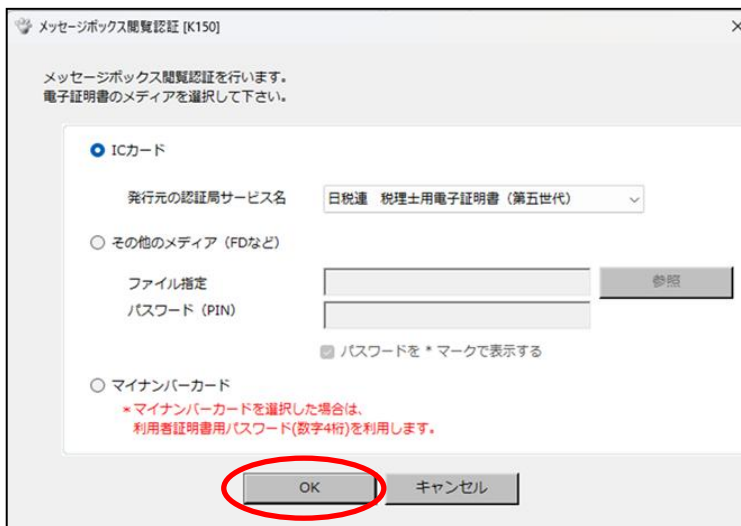 メッセージボックス閲覧認証 [K150]
メッセージボックス閲覧認証を行います。
電子証明書のメディアを選択して下さい。
ICカード
発行元の認証局サービス名 日税連 税理士用電子証明書（第五世代）
その他のメディア（FDなど）
ファイル指定 参照
パスワード（PIN）
パスワードを * マークで表示する
マイナンバーカード
*マイナンバーカードを選択した場合は、
利用者証明書用パスワード(数字4桁)を利用します。
OK キャンセル